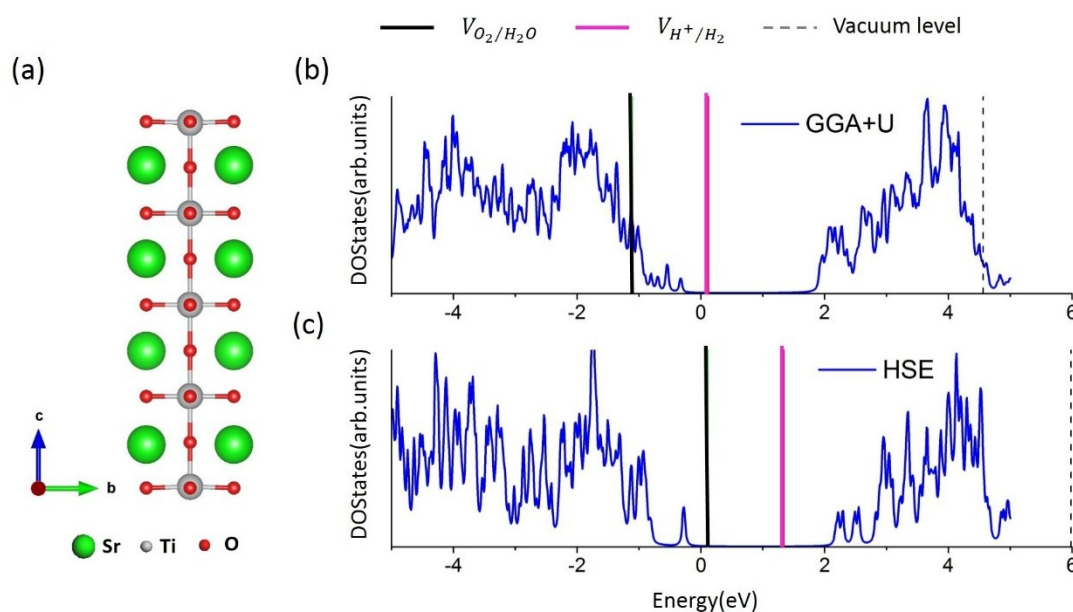 V_{O_2/H_2O} V_{H^+/H_2} Vacuum level
(a)
(b)
DOStates(arb.units)
GGA+U
-4 -2 0 2 4 6
(c)
DOStates(arb.units)
HSE
-4 -2 0 2 4 6
Energy(eV)
c
b
Sr Ti O